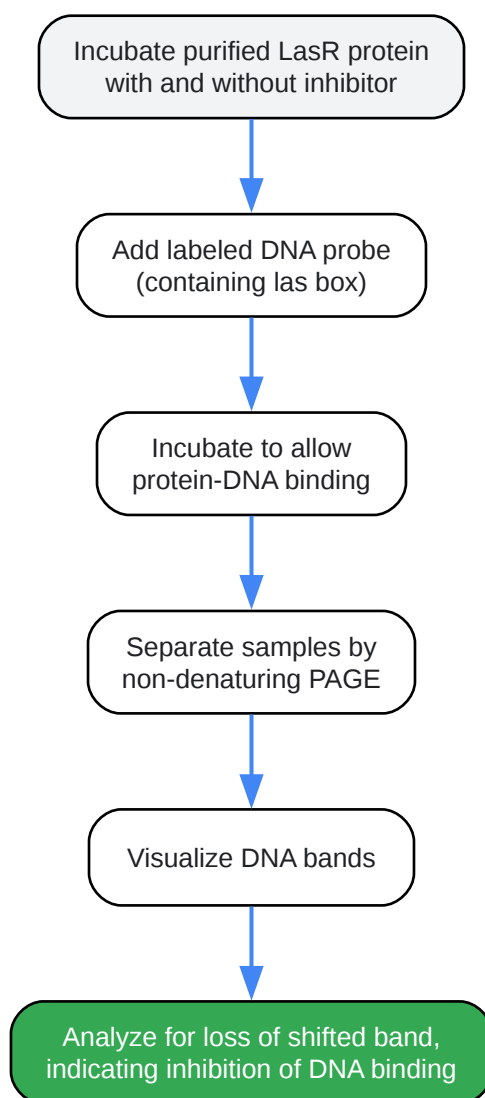 Incubate purified LasR protein
with and without inhibitor
Add labeled DNA probe
(containing las box)
Incubate to allow
protein-DNA binding
Separate samples by
non-denaturing PAGE
Visualize DNA bands
Analyze for loss of shifted band,
indicating inhibition of DNA binding